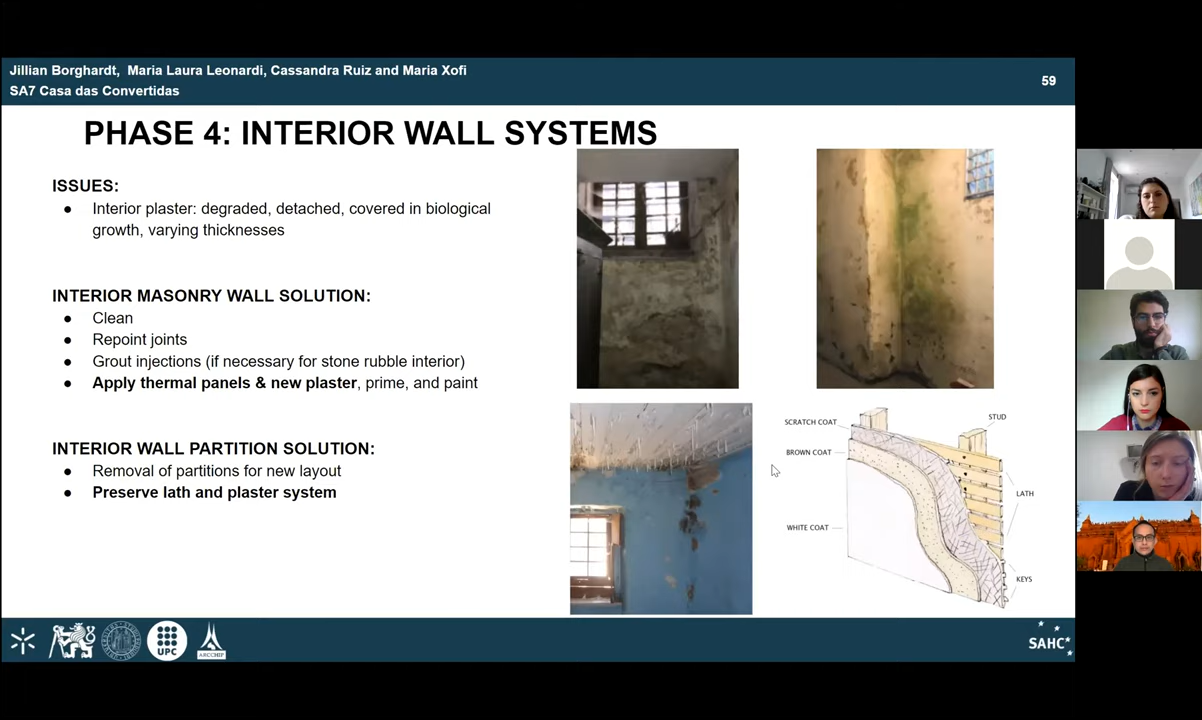 Jillian Borghardt, Maria Laura Leonardi, Cassandra Ruiz and Maria Xofi
SA7 Casa das Convertidas
59
PHASE 4: INTERIOR WALL SYSTEMS
ISSUES:
● Interior plaster: degraded, detached, covered in biological
growth, varying thicknesses
INTERIOR MASONRY WALL SOLUTION:
● Clean
● Repoint joints
● Grout injections (if necessary for stone rubble interior)
● Apply thermal panels & new plaster, prime, and paint
INTERIOR WALL PARTITION SOLUTION:
● Removal of partitions for new layout
● Preserve lath and plaster system
SCRATCH COAT
STUD
BROWN COAT
LATH
WHITE COAT
KEYS
UPC
ARCCHIP
SAHC